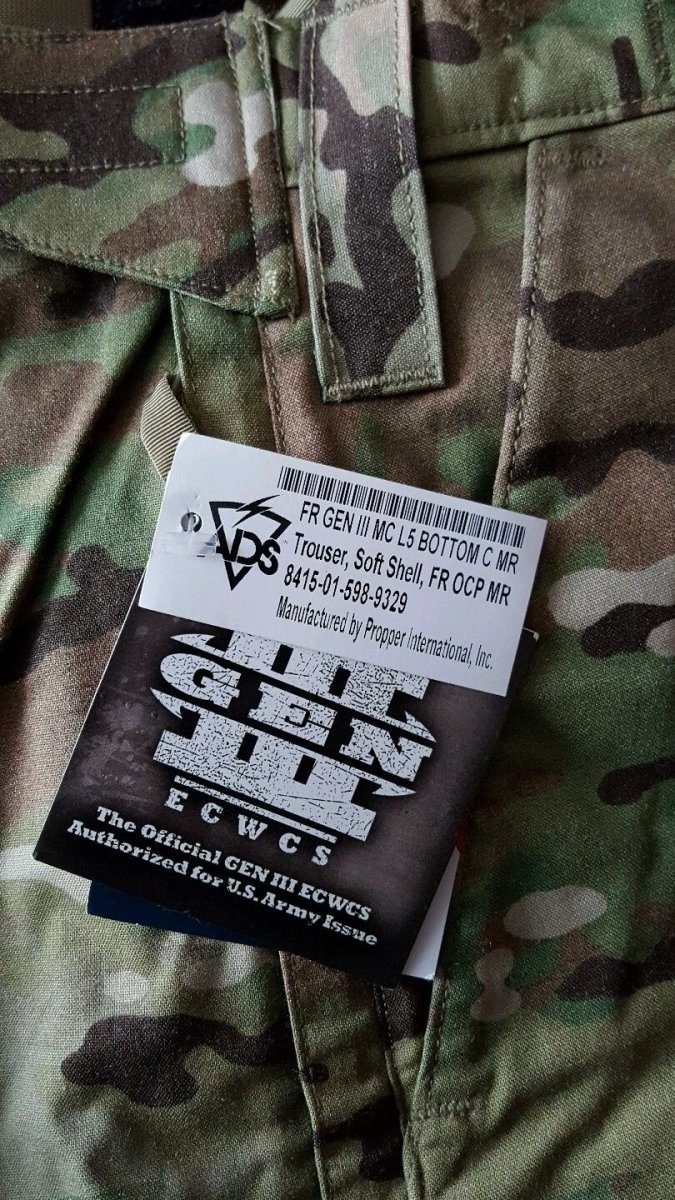 ADS
FR GEN III MC L5 BOTTOM C MR
Trouser, Soft Shell, FR OCP MR
8415-01-598-9329
Manufactured by Propper International, Inc.
GEN
III
ECWCS
The Official GEN III ECWCS
Authorized for U.S. Army Issue